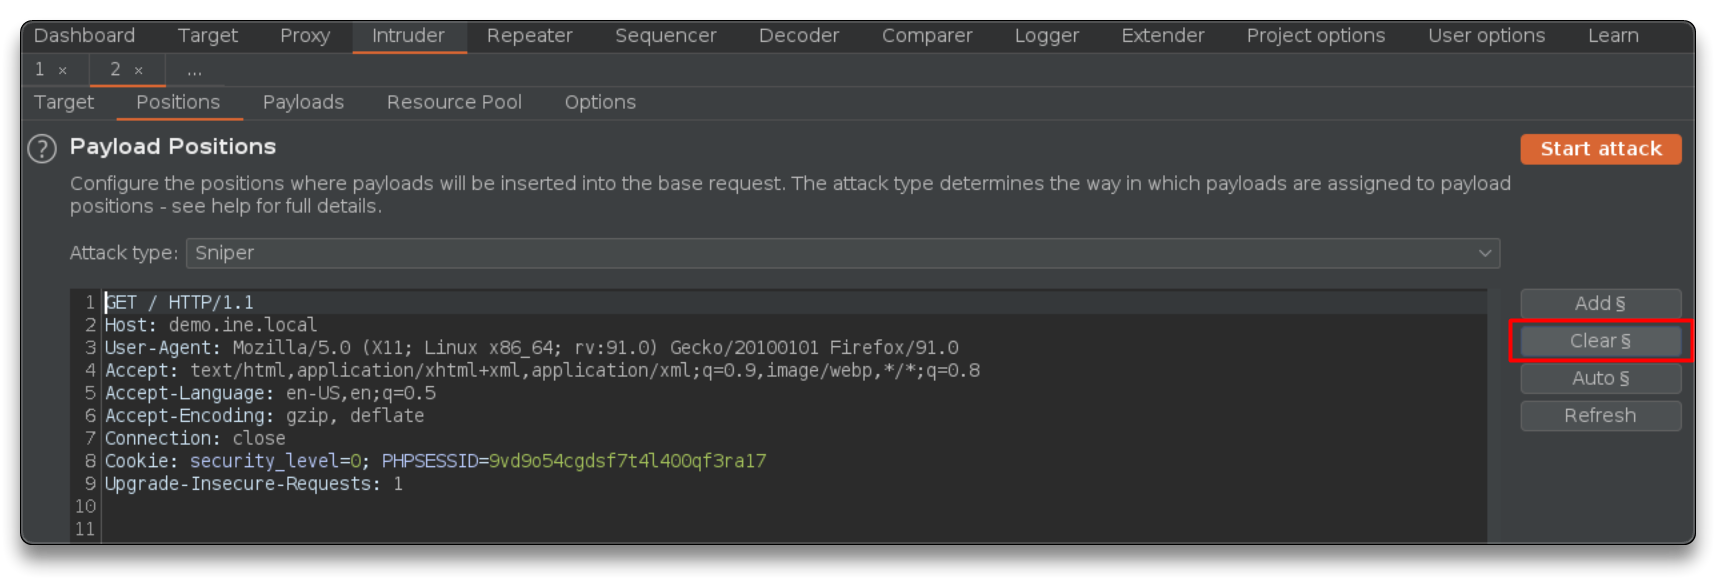 Dashboard Target Proxy Intruder Repeater Sequencer Decoder Comparer Logger Extender Project options User options Learn
1 × 2 × ...
Target Positions Payloads Resource Pool Options
? Payload Positions
Start attack
Configure the positions where payloads will be inserted into the base request. The attack type determines the way in which payloads are assigned to payload
positions - see help for full details.
Attack type: Sniper
1 GET / HTTP/1.1
2 Host: demo.ine.local
3 User-Agent: Mozilla/5.0 (X11; Linux x86_64; rv:91.0) Gecko/20100101 Firefox/91.0
4 Accept: text/html,application/xhtml+xml,application/xml;q=0.9,image/webp,*/*;q=0.8
5 Accept-Language: en-US,en;q=0.5
6 Accept-Encoding: gzip, deflate
7 Connection: close
8 Cookie: security_level=0; PHPSESSID=9vd9o54cgdsf7t4l400qf3ra17
9 Upgrade-Insecure-Requests: 1
10
11
Add §
Clear §
Auto §
Refresh